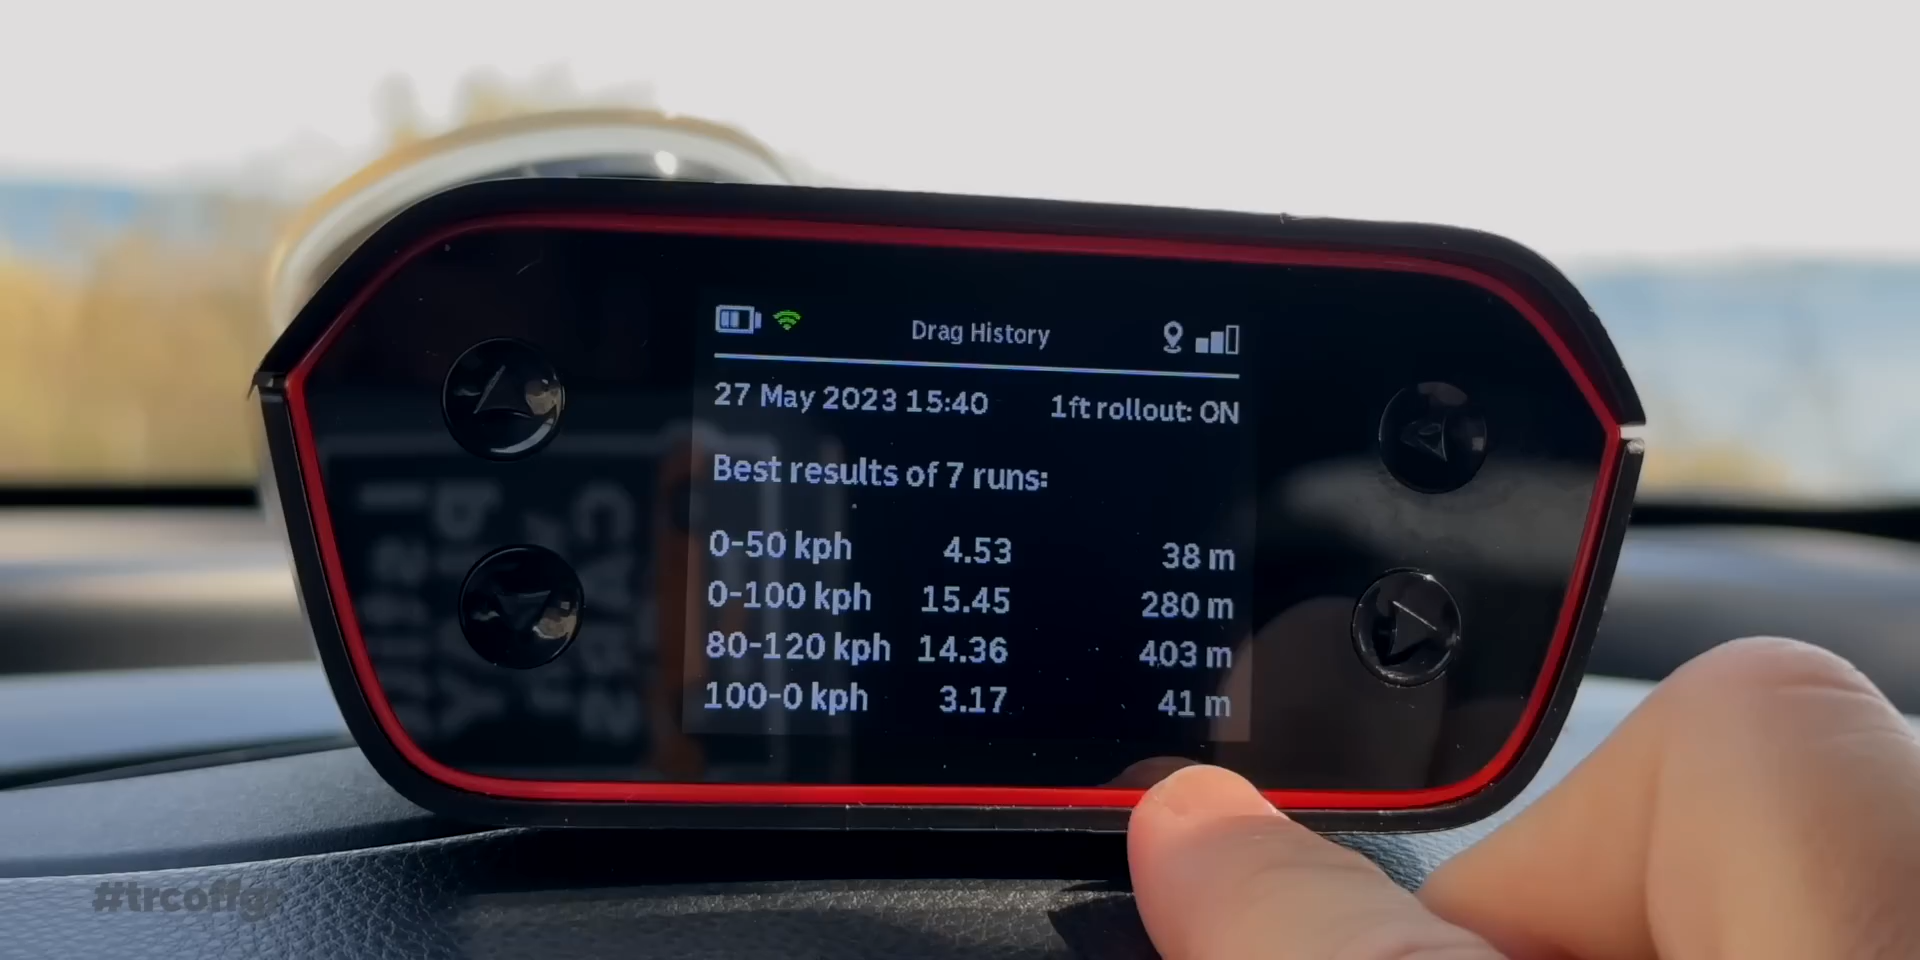 Drag History
27 May 2023 15:40 1ft rollout: ON
Best results of 7 runs:
0-50 kph 4.53 38 m
0-100 kph 15.45 280 m
80-120 kph 14.36 403 m
100-0 kph 3.17 41 m
#trcoffgr